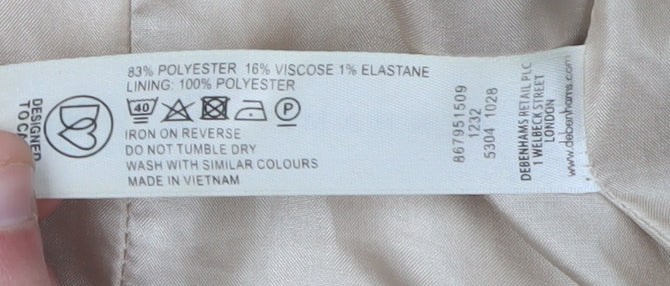 83% POLYESTER 16% VISCOSE 1% ELASTANE
LINING: 100% POLYESTER
40
P
IRON ON REVERSE
DO NOT TUMBLE DRY
WASH WITH SIMILAR COLOURS
MADE IN VIETNAM
DESIGNED
TO
867951509
1232
5304 1028
DEBENHAMS RETAIL PLC
1 WELBECK STREET
LONDON
www.debenhams.com